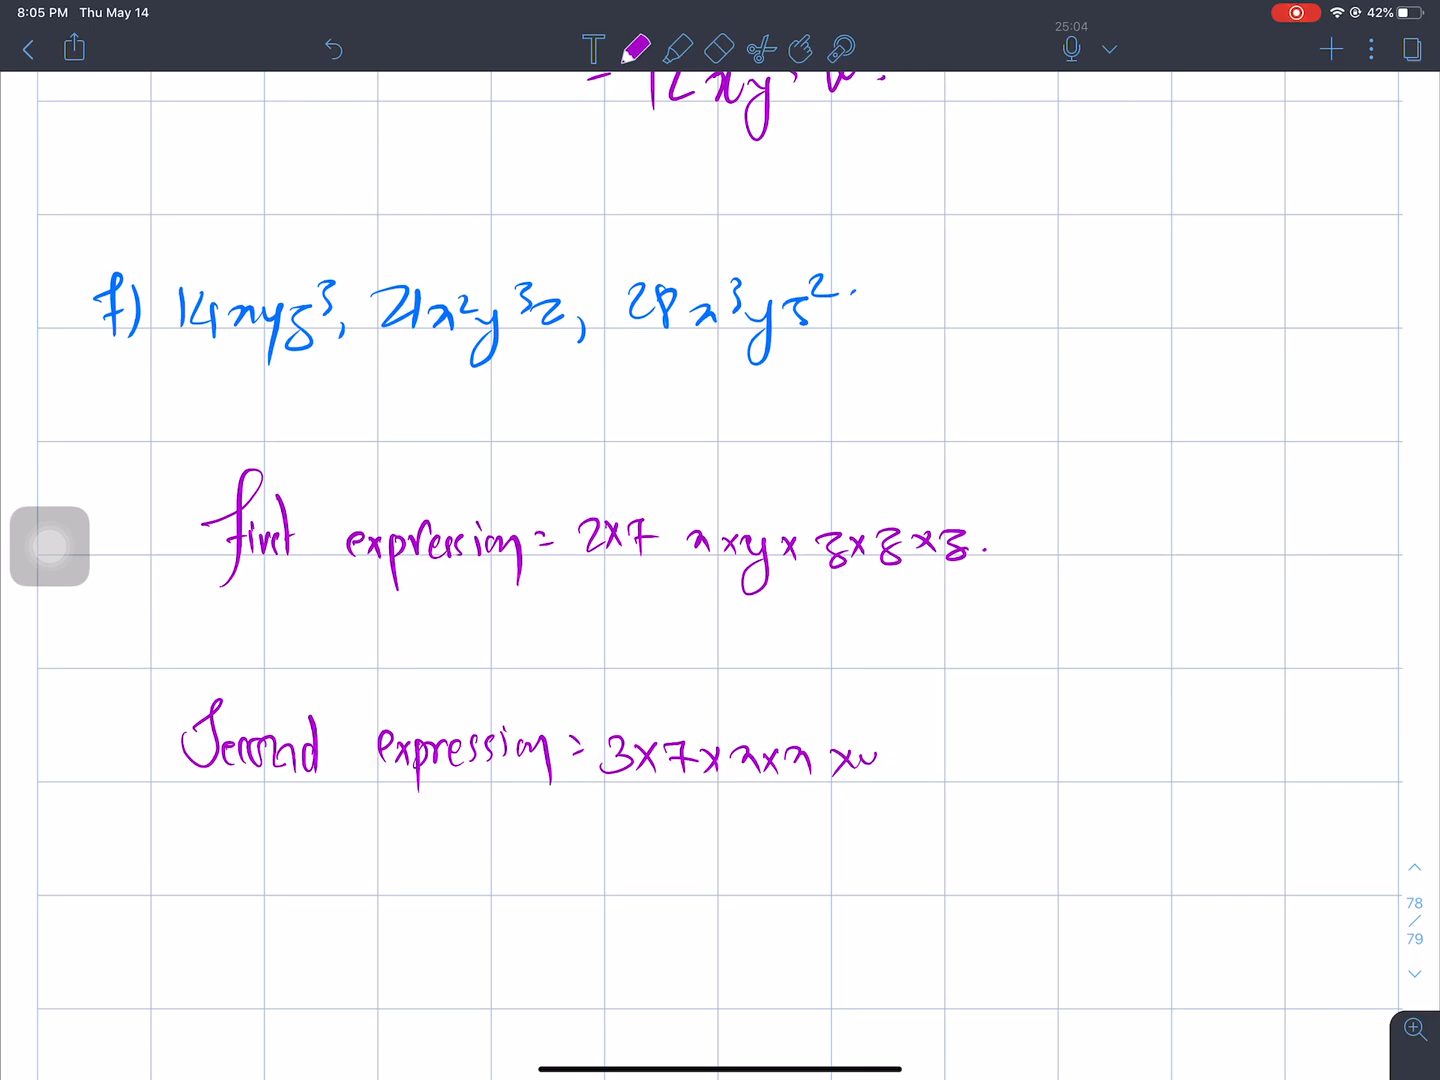 8:05 PM Thu May 14
42%
25:04
T
= 12xy
f) 14xyz³, 21x²y³z, 28x³yz².
First expression = 2×7 x×y×z×z×z.
Second expression = 3×7×x×x×
78
/
79